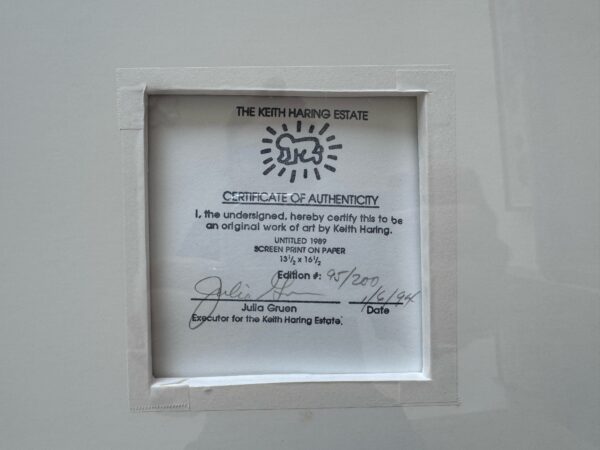 THE KEITH HARING ESTATE
CERTIFICATE OF AUTHENTICITY
I, the undersigned, hereby certify this to be
an original work of art by Keith Haring.
UNTITLED 1989
SCREEN PRINT ON PAPER
13½ x 16½
Edition #: 95/200
Julia Gruen 1/6/94
Julia Gruen Date
Executor for the Keith Haring Estate.